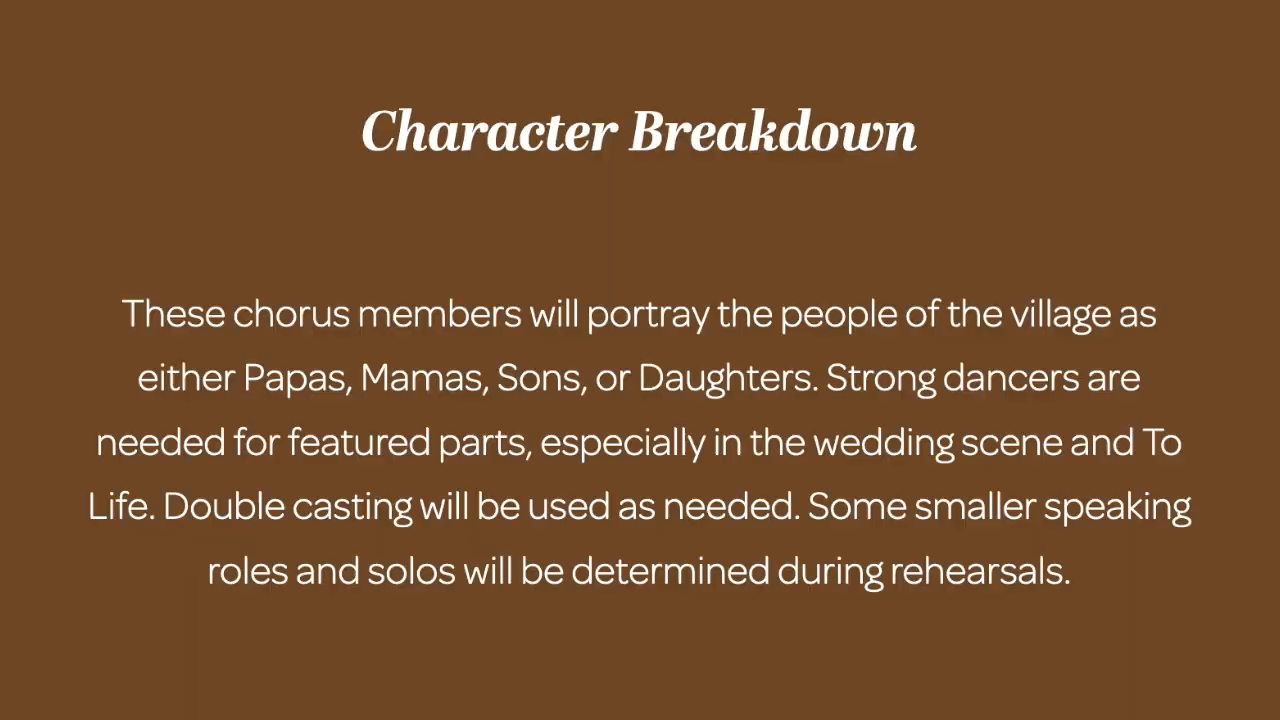 Character Breakdown
These chorus members will portray the people of the village as
either Papas, Mamas, Sons, or Daughters. Strong dancers are
needed for featured parts, especially in the wedding scene and To
Life. Double casting will be used as needed. Some smaller speaking
roles and solos will be determined during rehearsals.